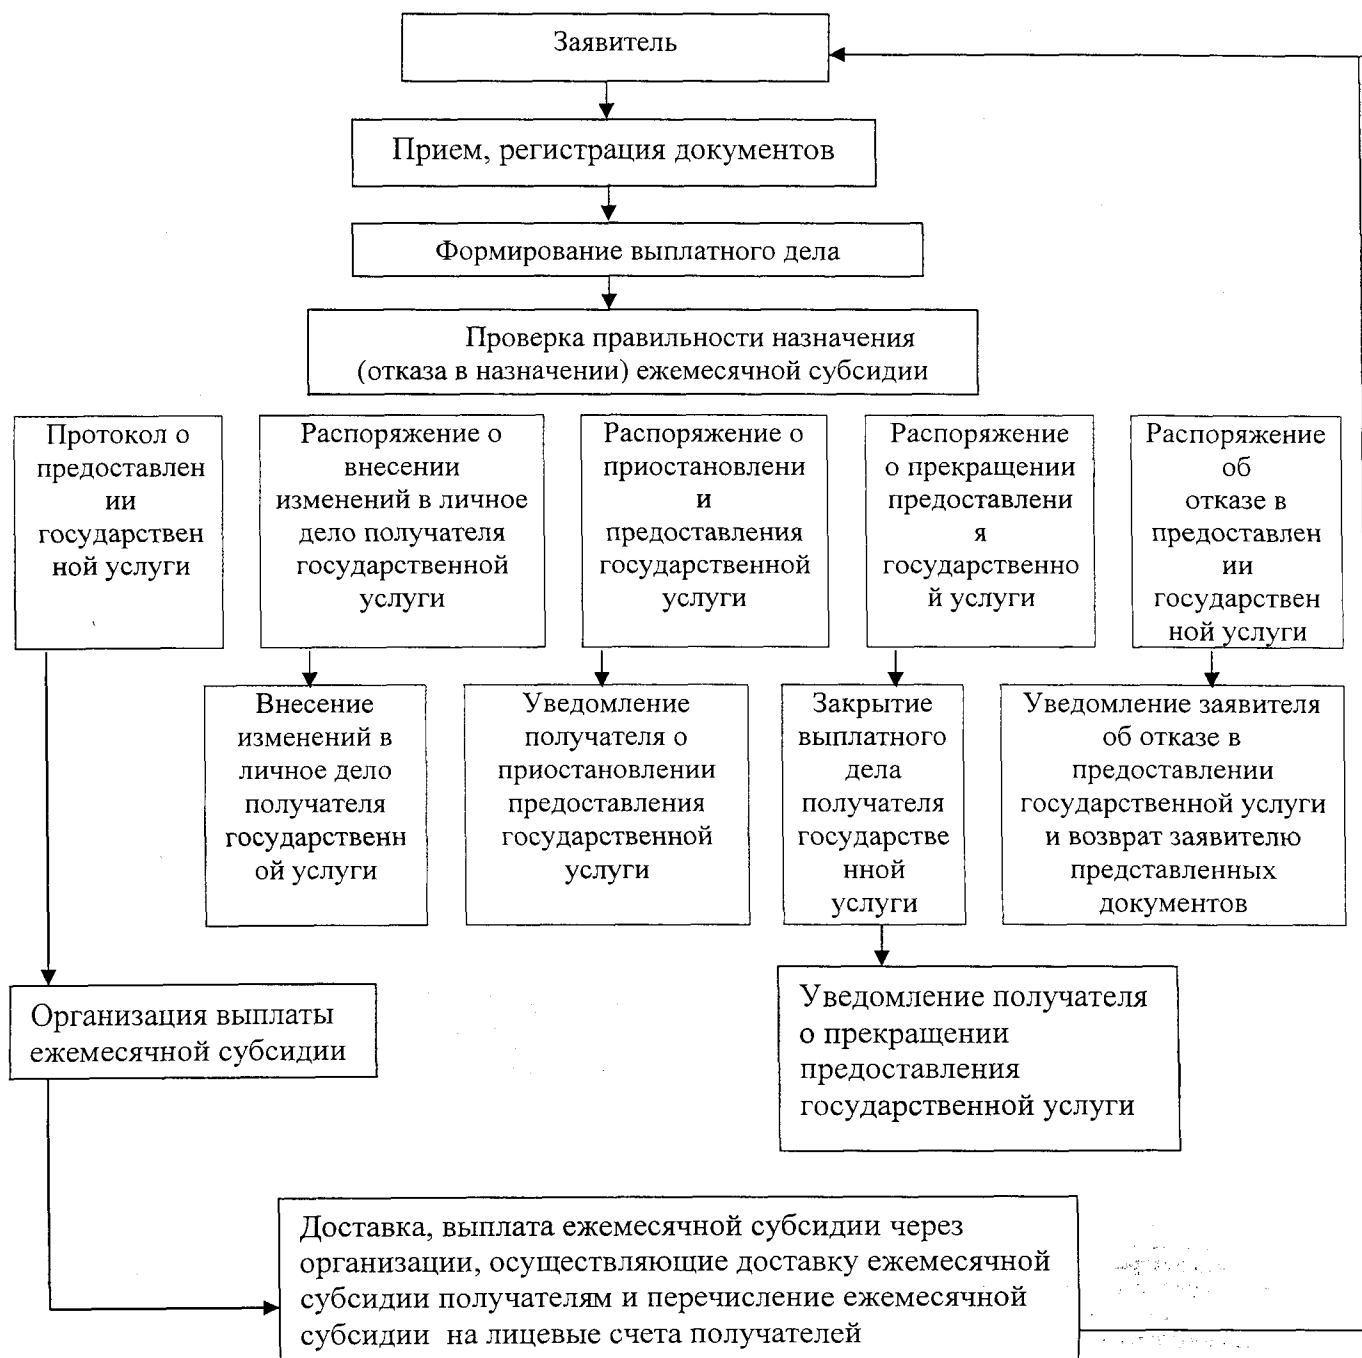 Заявитель
Прием, регистрация документов
Формирование выплатного дела
Проверка правильности назначения
(отказа в назначении) ежемесячной субсидии
Протокол о
предоставлен
ии
государствен
ной услуги
Распоряжение о
внесении
изменений в личное
дело получателя
государственной
услуги
Распоряжение о
приостановлени
и
предоставления
государственной
услуги
Распоряжение
о прекращении
предоставлени
я
государственно
й услуги
Распоряжение
об
отказе в
предоставлен
ии
государствен
ной услуги
Внесение
изменений в
личное дело
получателя
государственн
ой услуги
Уведомление
получателя о
приостановлении
предоставления
государственной
услуги
Закрытие
выплатного
дела
получателя
государстве
нной
услуги
Уведомление заявителя
об отказе в
предоставлении
государственной услуги
и возврат заявителю
представленных
документов
Организация выплаты
ежемесячной субсидии
Уведомление получателя
о прекращении
предоставления
государственной услуги
Доставка, выплата ежемесячной субсидии через
организации, осуществляющие доставку ежемесячной
субсидии получателям и перечисление ежемесячной
субсидии на лицевые счета получателей